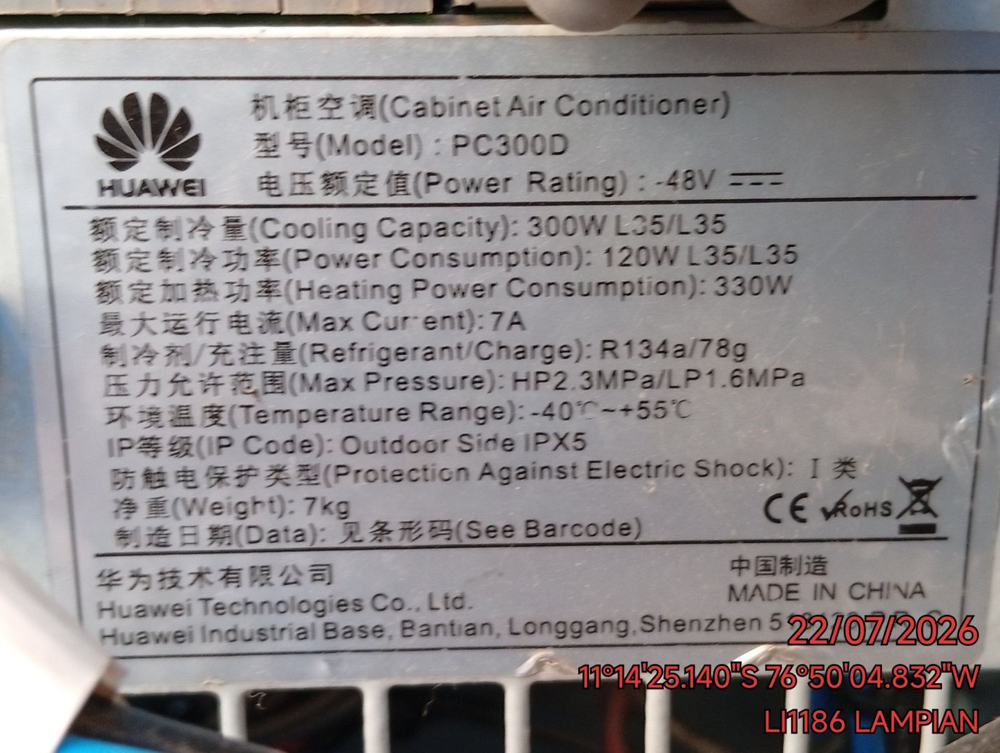 HUAWEI
机柜空调(Cabinet Air Conditioner)
型号(Model) : PC300D
电压额定值(Power Rating) : -48V
额定制冷量(Cooling Capacity): 300W L35/L35
额定制冷功率(Power Consumption): 120W L35/L35
额定加热功率(Heating Power Consumption): 330W
最大运行电流(Max Current): 7A
制冷剂/充注量(Refrigerant/Charge): R134a/78g
压力允许范围(Max Pressure): HP2.3MPa/LP1.6MPa
环境温度(Temperature Range): -40℃~+55℃
IP等级(IP Code): Outdoor Side IPX5
防触电保护类型(Protection Against Electric Shock): I 类
净重(Weight): 7kg
制造日期(Data): 见条形码(See Barcode)
CE RoHS
华为技术有限公司
中国制造
Huawei Technologies Co., Ltd.
MADE IN CHINA
Huawei Industrial Base, Bantian, Longgang, Shenzhen
22/07/2026
11°14'25.140"S 76°50'04.832"W
LI1186 LAMPIAN